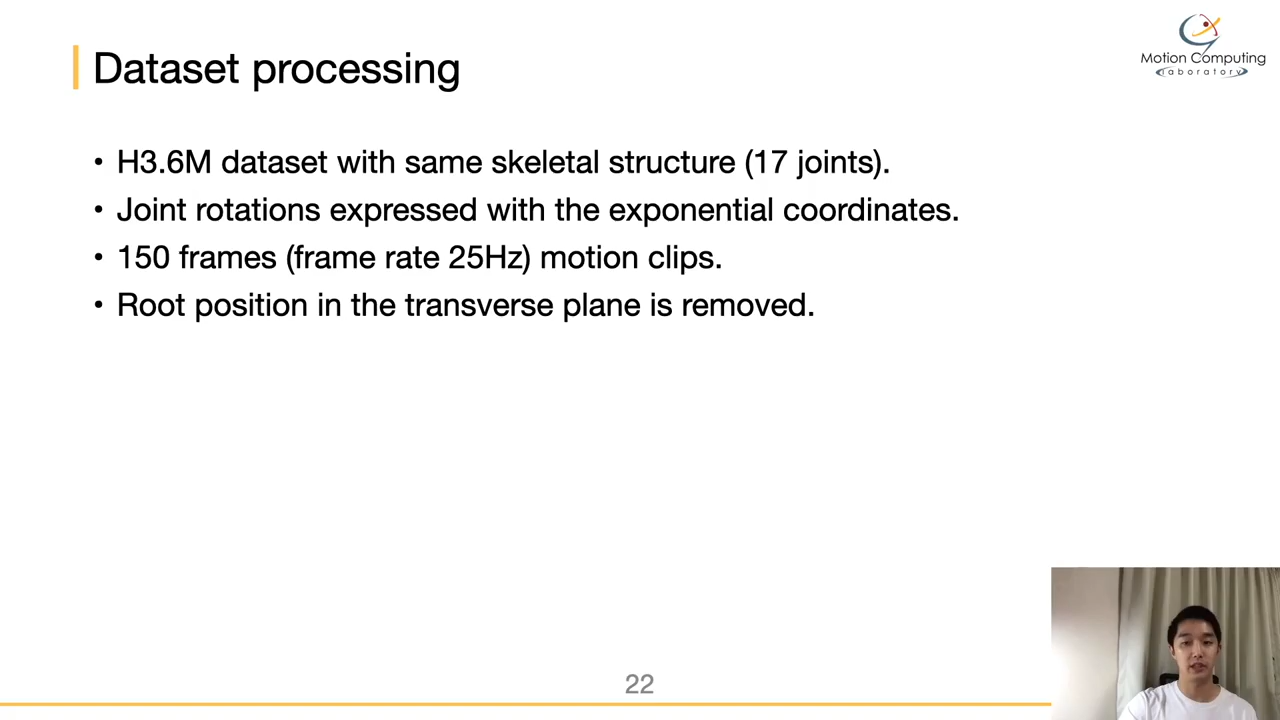 Dataset processing
Motion Computing
laboratory
• H3.6M dataset with same skeletal structure (17 joints).
• Joint rotations expressed with the exponential coordinates.
• 150 frames (frame rate 25Hz) motion clips.
• Root position in the transverse plane is removed.
22